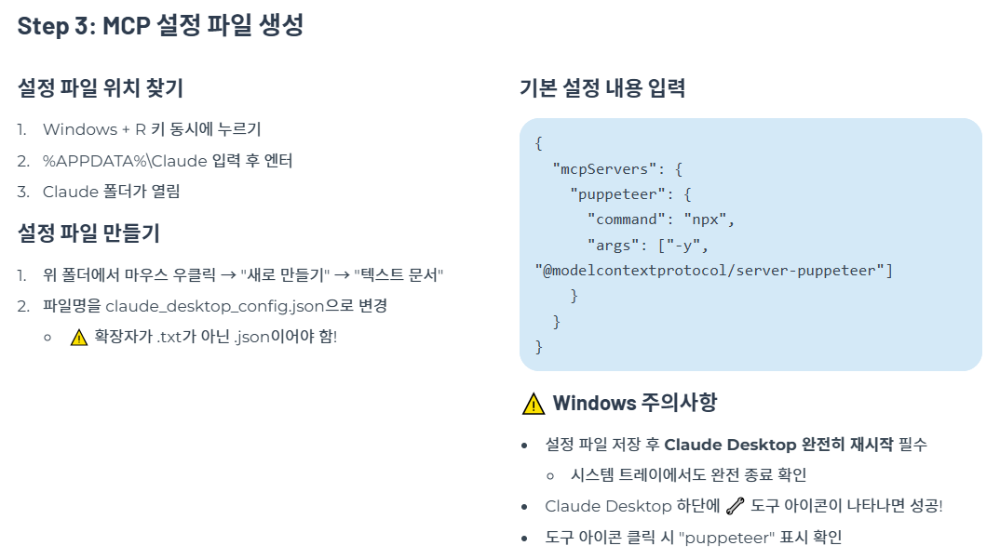 Step 3: MCP 설정 파일 생성
설정 파일 위치 찾기
1. Windows + R 키 동시에 누르기
2. %APPDATA%\Claude 입력 후 엔터
3. Claude 폴더가 열림
설정 파일 만들기
1. 위 폴더에서 마우스 우클릭 → "새로 만들기" → "텍스트 문서"
2. 파일명을 claude_desktop_config.json으로 변경
○ ⚠️ 확장자가 .txt가 아닌 .json이어야 함!
기본 설정 내용 입력
{
  "mcpServers": {
    "puppeteer": {
      "command": "npx",
      "args": ["-y",
"@modelcontextprotocol/server-puppeteer"]
    }
  }
}
⚠️ Windows 주의사항
● 설정 파일 저장 후 Claude Desktop 완전히 재시작 필수
○ 시스템 트레이에서도 완전 종료 확인
● Claude Desktop 하단에 🔧 도구 아이콘이 나타나면 성공!
● 도구 아이콘 클릭 시 "puppeteer" 표시 확인